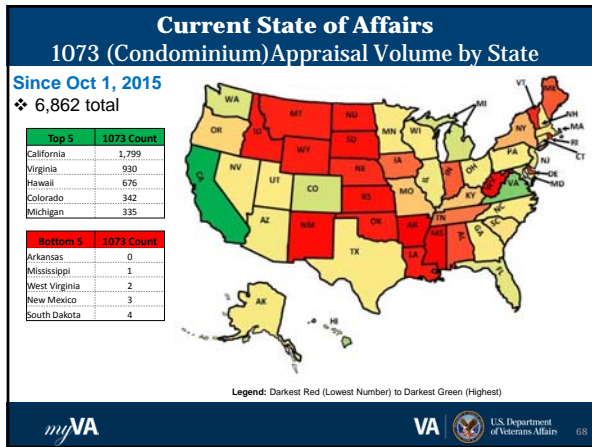 Current State of Affairs
1073 (Condominium)Appraisal Volume by State
Since Oct 1, 2015
❖ 6,862 total
Top 5 1073 Count
California 1,799
Virginia 930
Hawaii 676
Colorado 342
Michigan 335
Bottom 5 1073 Count
Arkansas 0
Mississippi 1
West Virginia 2
New Mexico 3
South Dakota 4
VT
ME
WA
MT
ND
MI
NH
MA
OR
ID
MN
WI
NY
SD
RI
WY
CT
IA
PA
NE
NJ
NV
IL
IN
OH
DE
UT
WV
VA
MD
CA
CO
KS
MO
KY
NC
TN
AZ
NM
OK
AR
SC
MS
AL
GA
TX
LA
FL
AK
HI
Legend: Darkest Red (Lowest Number) to Darkest Green (Highest)
myVA
VA
U.S. Department
of Veterans Affairs
68